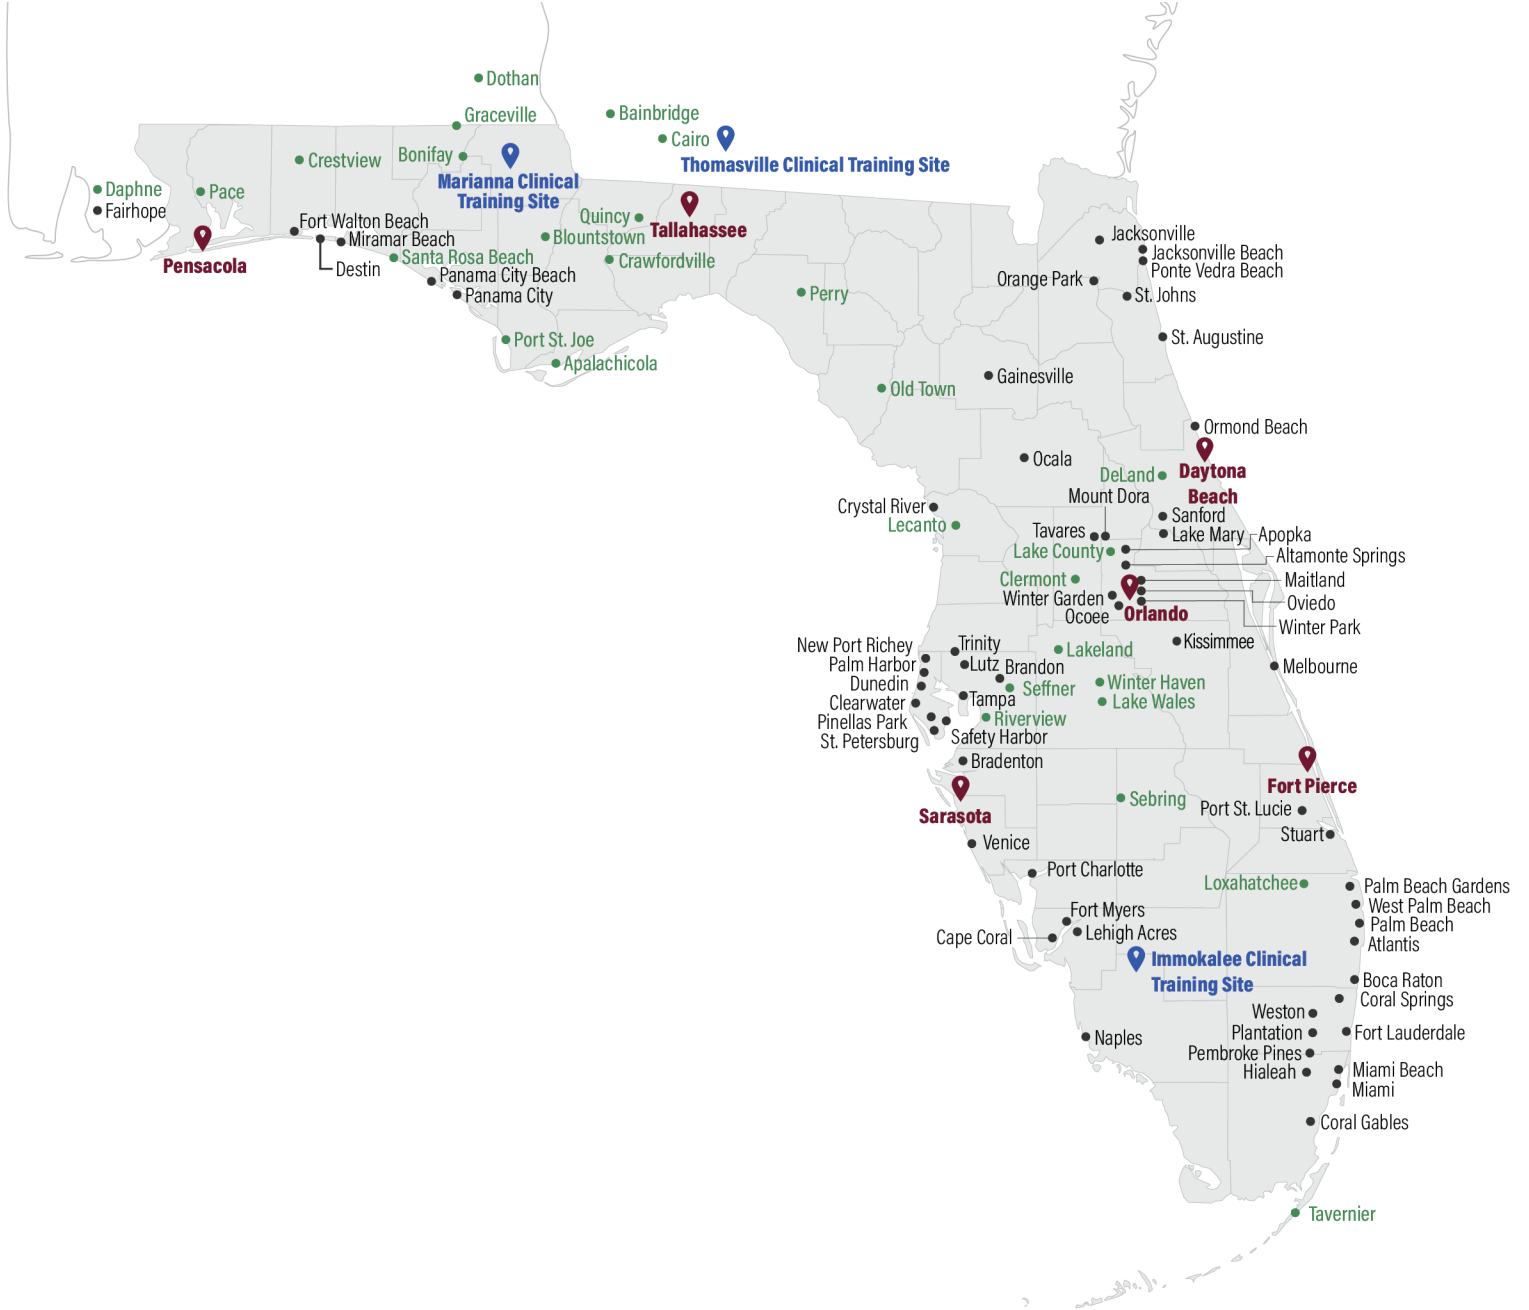 Dothan
Graceville
Bainbridge
Cairo
Thomasville Clinical Training Site
Crestview
Bonifay
Marianna Clinical
Training Site
Daphne
Fairhope
Pace
Pensacola
Fort Walton Beach
Miramar Beach
Destin
Santa Rosa Beach
Panama City Beach
Panama City
Quincy
Tallahassee
Blountstown
Crawfordville
Perry
Port St. Joe
Apalachicola
Old Town
Jacksonville
Jacksonville Beach
Ponte Vedra Beach
Orange Park
St. Johns
St. Augustine
Gainesville
Ormond Beach
Ocala
DeLand
Daytona
Beach
Mount Dora
Crystal River
Lecanto
Sanford
Tavares
Lake Mary
Apopka
Lake County
Altamonte Springs
Clermont
Maitland
Winter Garden
Oviedo
Ocoee
Orlando
Winter Park
New Port Richey
Trinity
Kissimmee
Lakeland
Palm Harbor
Lutz
Brandon
Melbourne
Dunedin
Seffner
Winter Haven
Clearwater
Tampa
Lake Wales
Pinellas Park
Riverview
St. Petersburg
Safety Harbor
Bradenton
Fort Pierce
Sarasota
Sebring
Port St. Lucie
Stuart
Venice
Port Charlotte
Loxahatchee
Palm Beach Gardens
West Palm Beach
Fort Myers
Palm Beach
Cape Coral
Lehigh Acres
Atlantis
Immokalee Clinical
Training Site
Boca Raton
Coral Springs
Weston
Plantation
Fort Lauderdale
Naples
Pembroke Pines
Hialeah
Miami Beach
Miami
Coral Gables
Tavernier